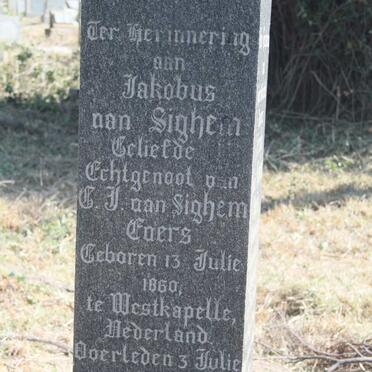 Ter Herinnering
aan
Jakobus
van Sighem
Geliefde
Echtgenoot van
C. J. van Sighem
Evers
Geboren 13 Julie
1860,
te Westkapelle,
Nederland
Overleden 3 Julie